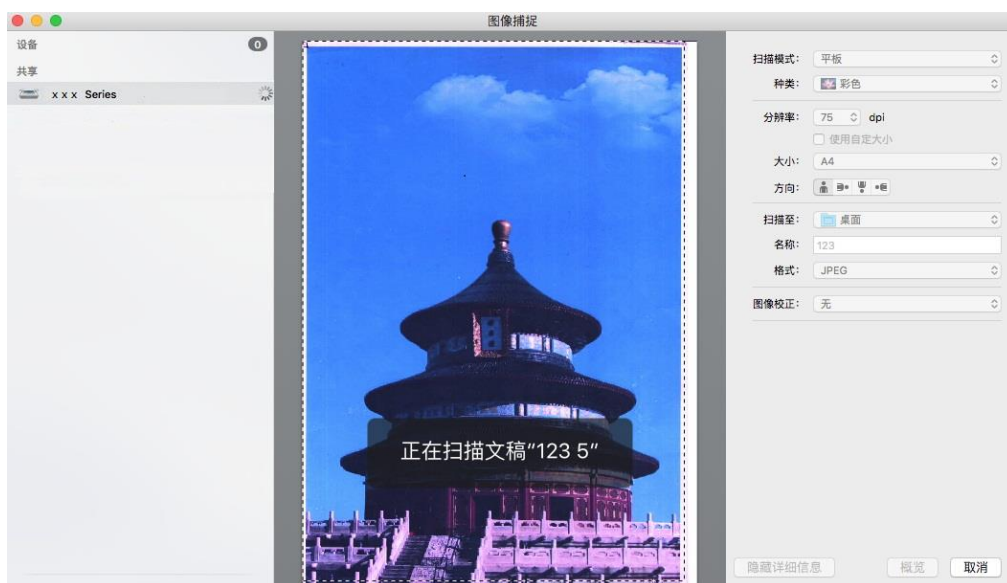 图像捕捉
设备 0
共享
x x x Series
扫描模式： 平板
种类： 彩色
分辨率： 75 dpi
使用自定大小
大小： A4
方向：
扫描至： 桌面
名称： 123
格式： JPEG
图像校正： 无
正在扫描文稿“123 5”
隐藏详细信息 概览 取消